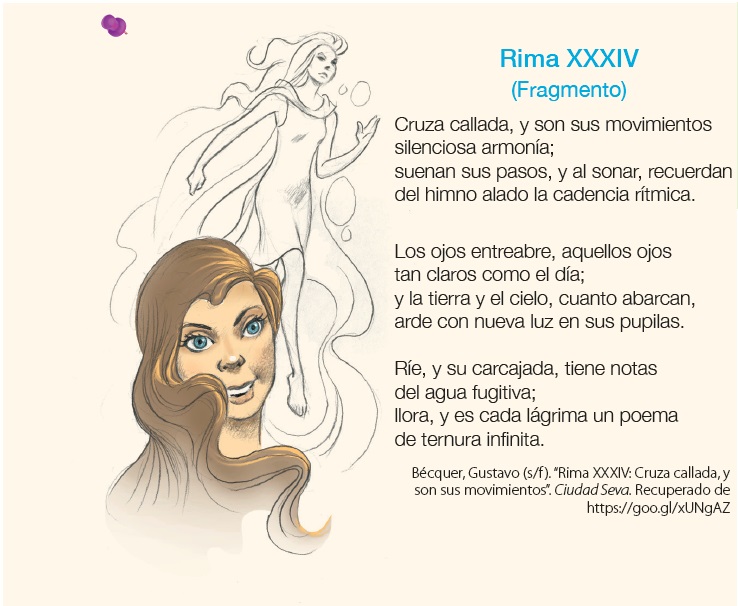 Rima XXXIV
(Fragmento)
Cruza callada, y son sus movimientos
silenciosa armonía;
suenan sus pasos, y al sonar, recuerdan
del himno alado la cadencia rítmica.
Los ojos entreabre, aquellos ojos
tan claros como el día;
y la tierra y el cielo, cuanto abarcan,
arde con nueva luz en sus pupilas.
Ríe, y su carcajada, tiene notas
del agua fugitiva;
llora, y es cada lágrima un poema
de ternura infinita.
Bécquer, Gustavo (s/f). “Rima XXXIV: Cruza callada, y
son sus movimientos”. Ciudad Seva. Recuperado de
https://goo.gl/xUNgAZ